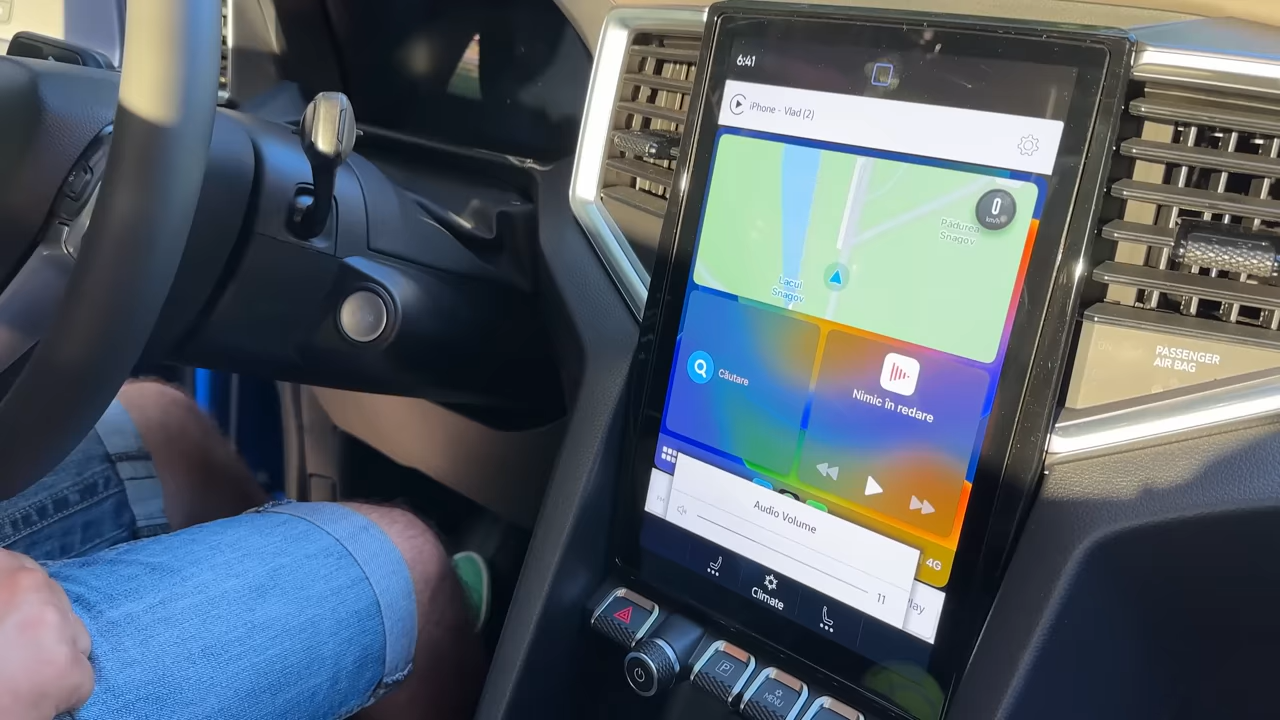 6:41
iPhone - Vlad (2)
0
km/h
Pădurea
Snagov
Lacul
Snagov
PASSENGER
AIR BAG
Căutare
Nimic în redare
Audio Volume
4G
11
lay
Climate
P
MENU